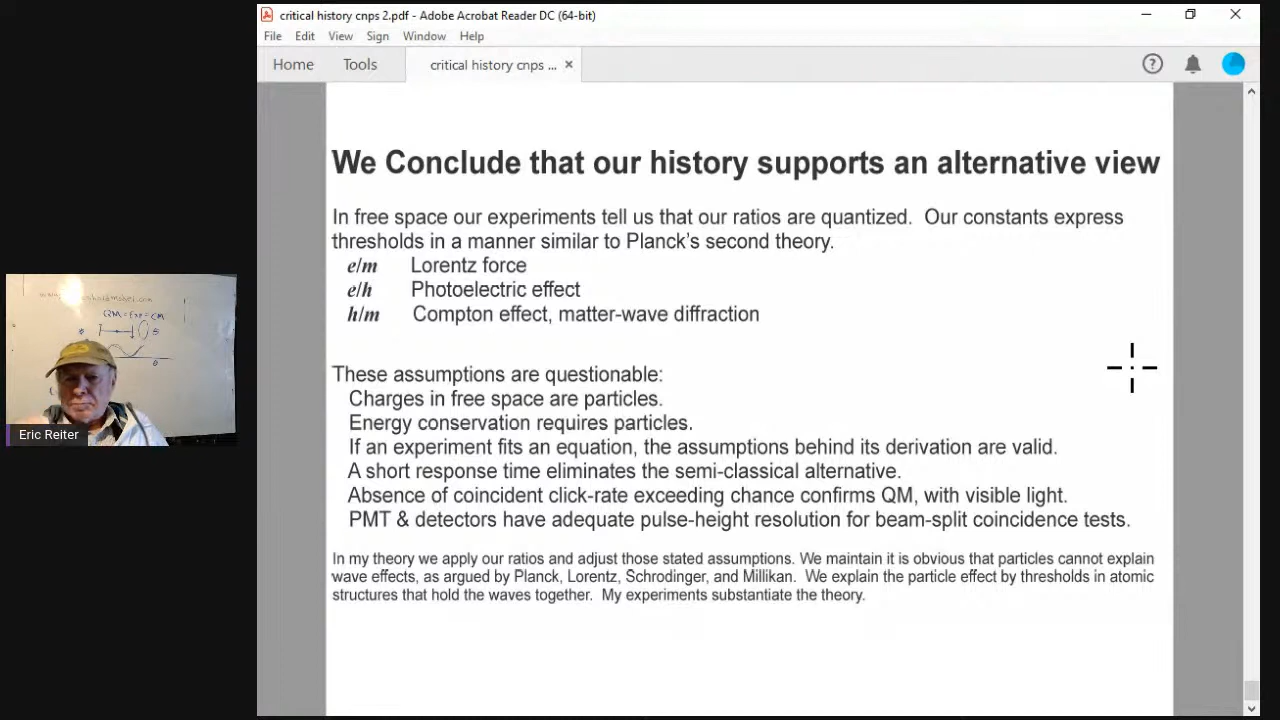 critical history cnps 2.pdf - Adobe Acrobat Reader DC (64-bit)
File Edit View Sign Window Help
Home Tools critical history cnps ... ×
We Conclude that our history supports an alternative view
In free space our experiments tell us that our ratios are quantized. Our constants express
thresholds in a manner similar to Planck's second theory.
e/m Lorentz force
e/h Photoelectric effect
h/m Compton effect, matter-wave diffraction
These assumptions are questionable:
Charges in free space are particles.
Energy conservation requires particles.
If an experiment fits an equation, the assumptions behind its derivation are valid.
A short response time eliminates the semi-classical alternative.
Absence of coincident click-rate exceeding chance confirms QM, with visible light.
PMT & detectors have adequate pulse-height resolution for beam-split coincidence tests.
In my theory we apply our ratios and adjust those stated assumptions. We maintain it is obvious that particles cannot explain
wave effects, as argued by Planck, Lorentz, Schrodinger, and Millikan. We explain the particle effect by thresholds in atomic
structures that hold the waves together. My experiments substantiate the theory.
Eric Reiter